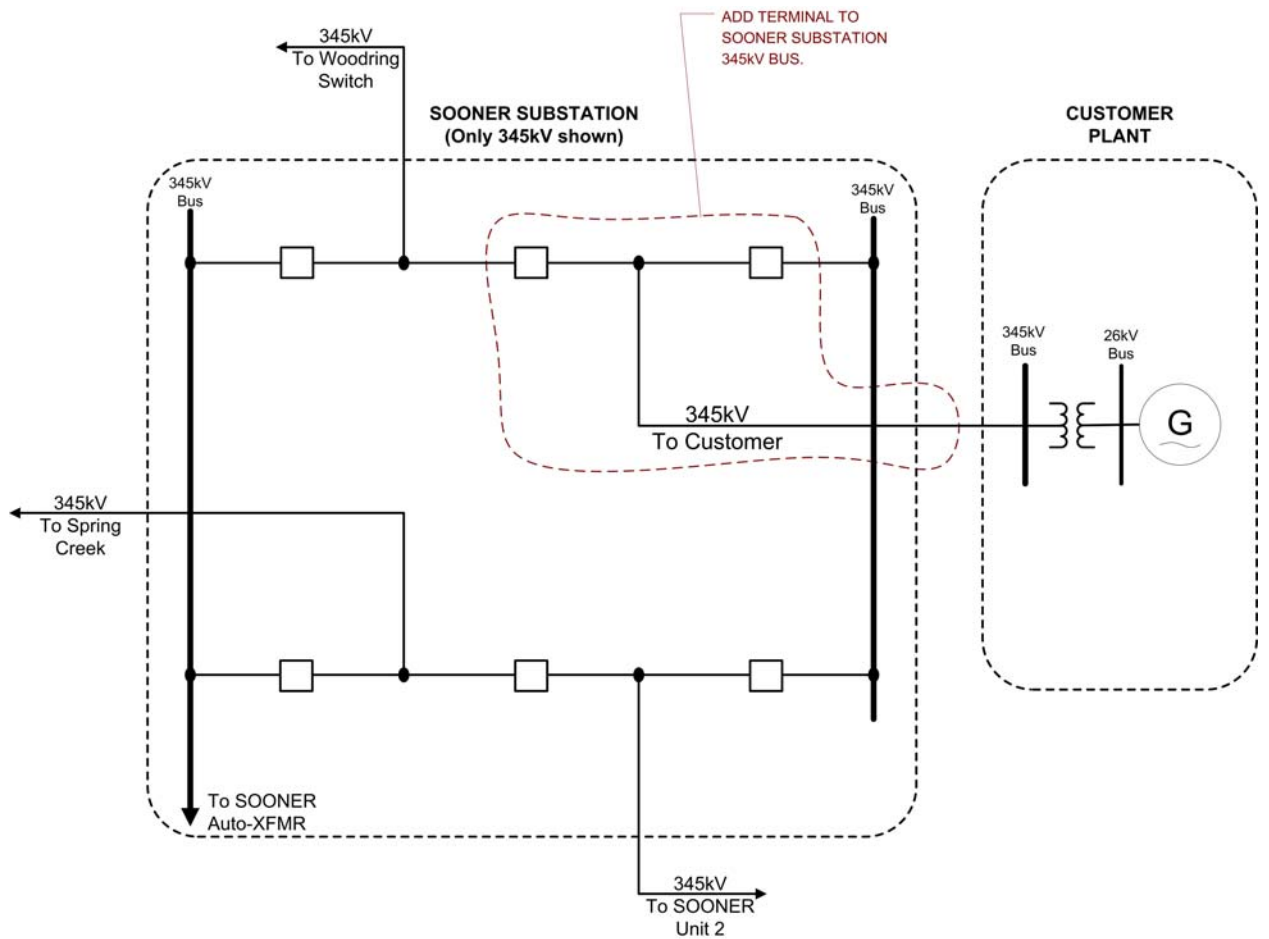 ADD TERMINAL TO
SOONER SUBSTATION
345kV BUS.
345kV
To Woodring
Switch
SOONER SUBSTATION
(Only 345kV shown)
CUSTOMER
PLANT
345kV
Bus
345kV
Bus
345kV
Bus
26kV
Bus
345kV
To Customer
G
345kV
To Spring
Creek
To SOONER
Auto-XFMR
345kV
To SOONER
Unit 2